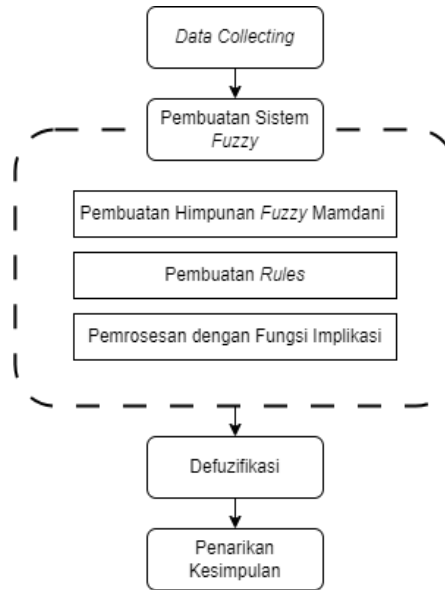 Data Collecting
Pembuatan Sistem
Fuzzy
Pembuatan Himpunan Fuzzy Mamdani
Pembuatan Rules
Pemrosesan dengan Fungsi Implikasi
Defuzifikasi
Penarikan
Kesimpulan